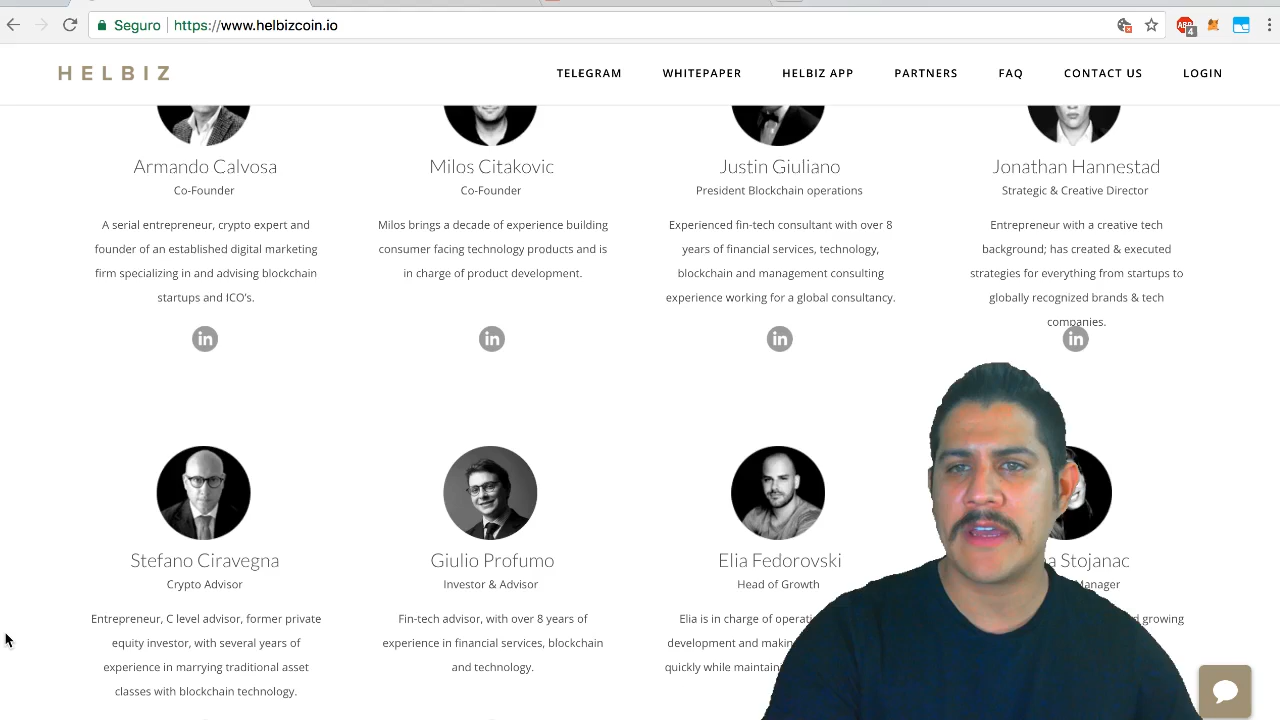 Seguro https://www.helbizcoin.io
ABP
4
HELBIZ
TELEGRAM WHITEPAPER HELBIZ APP PARTNERS FAQ CONTACT US LOGIN
Armando Calvosa
Co-Founder
A serial entrepreneur, crypto expert and
founder of an established digital marketing
firm specializing in and advising blockchain
startups and ICO's.
in
Milos Citakovic
Co-Founder
Milos brings a decade of experience building
consumer facing technology products and is
in charge of product development.
in
Justin Giuliano
President Blockchain operations
Experienced fin-tech consultant with over 8
years of financial services, technology,
blockchain and management consulting
experience working for a global consultancy.
in
Jonathan Hannestad
Strategic & Creative Director
Entrepreneur with a creative tech
background; has created & executed
strategies for everything from startups to
globally recognized brands & tech
companies.
in
Stefano Ciravegna
Crypto Advisor
Entrepreneur, C level advisor, former private
equity investor, with several years of
experience in marrying traditional asset
classes with blockchain technology.
Giulio Profumo
Investor & Advisor
Fin-tech advisor, with over 8 years of
experience in financial services, blockchain
and technology.
Elia Fedorovski
Head of Growth
Elia is in charge of
development and
quickly while
Stojanac
growing